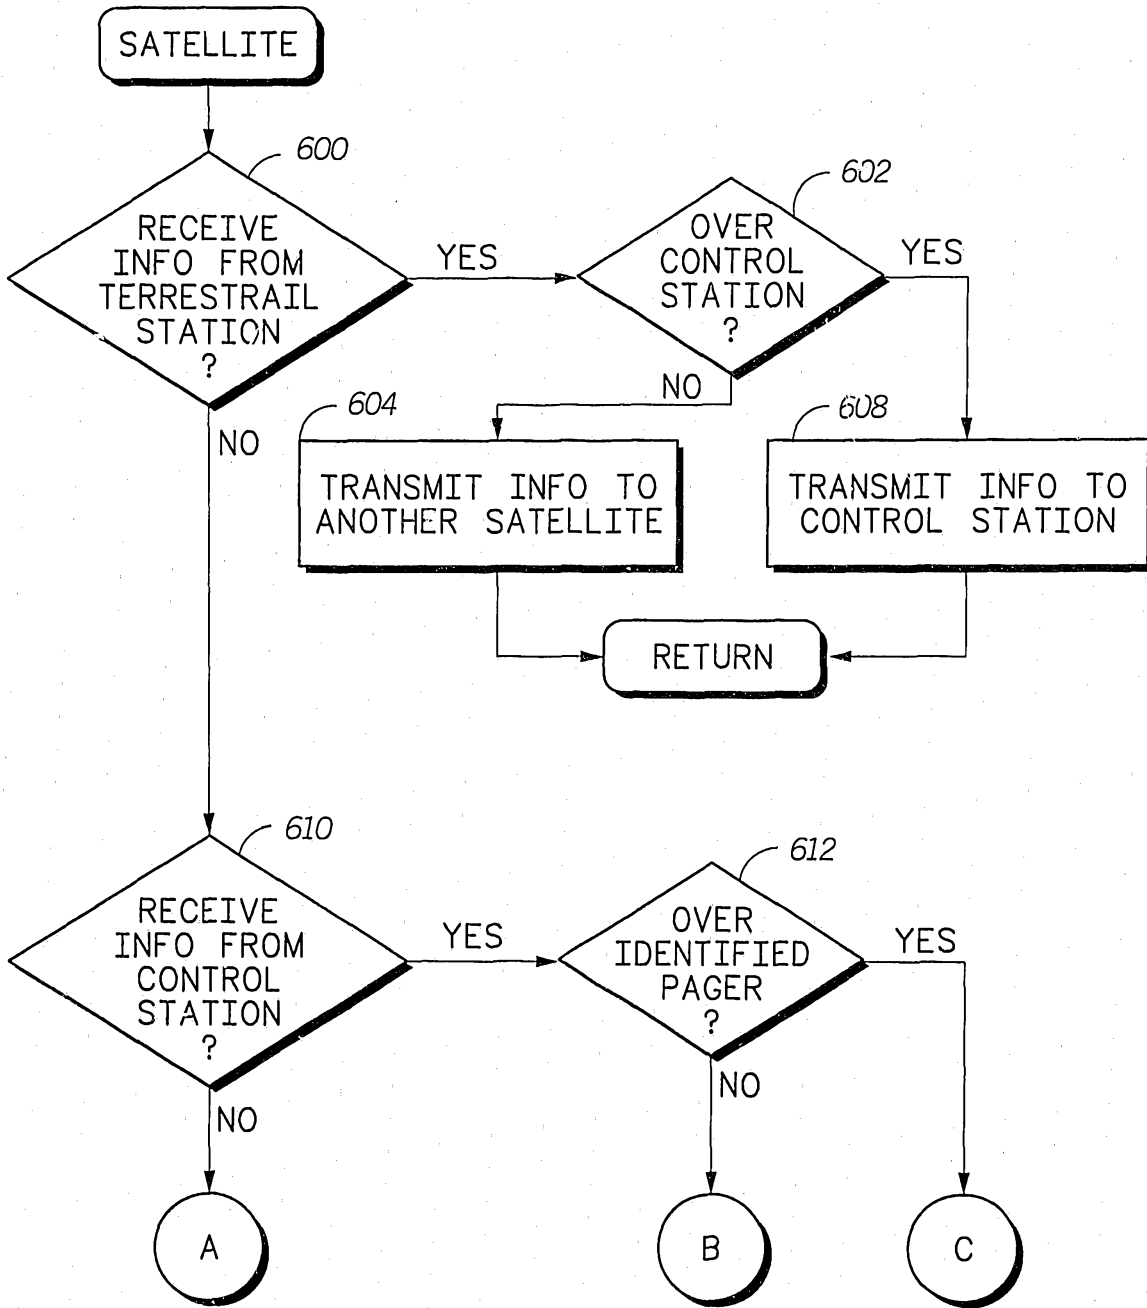 SATELLITE
600
RECEIVE
INFO FROM
TERRESTRAIL
STATION
?
YES
NO
602
OVER
CONTROL
STATION
?
YES
NO
604
TRANSMIT INFO TO
ANOTHER SATELLITE
608
TRANSMIT INFO TO
CONTROL STATION
RETURN
610
RECEIVE
INFO FROM
CONTROL
STATION
?
YES
NO
612
OVER
IDENTIFIED
PAGER
?
YES
NO
A
B
C